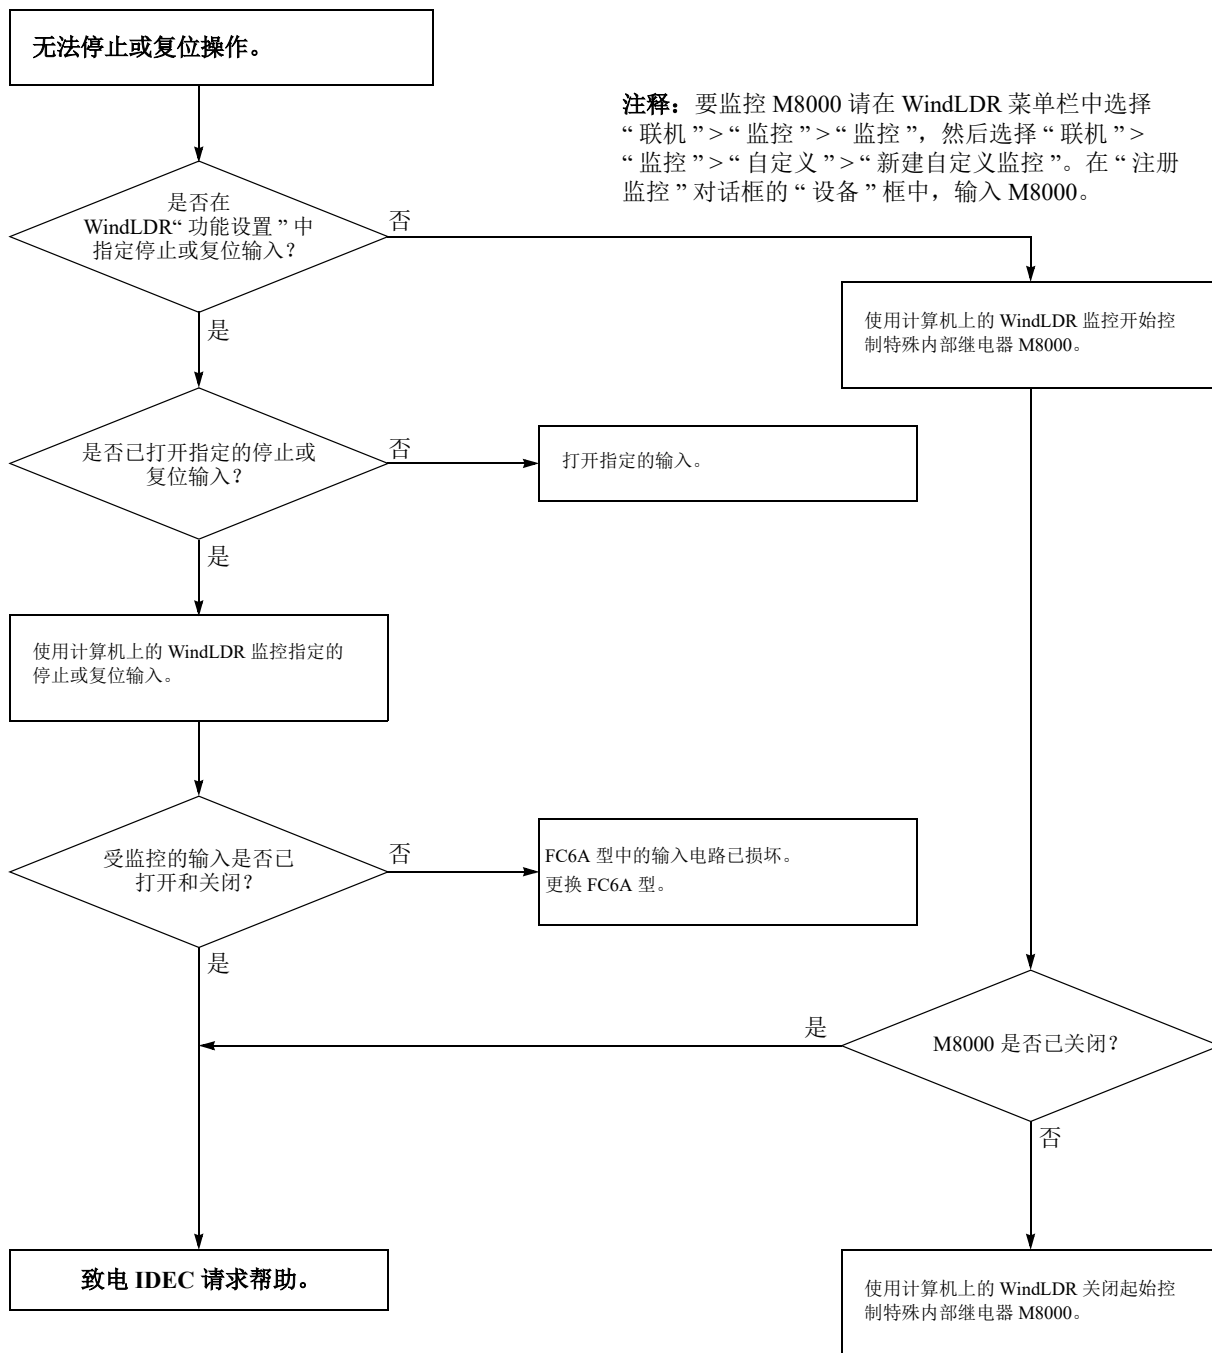 无法停止或复位操作。
注释：要监控 M8000 请在 WindLDR 菜单栏中选择
“ 联机 ” > “ 监控 ” > “ 监控 ”，然后选择 “ 联机 ” >
“ 监控 ” > “ 自定义 ” > “ 新建自定义监控 ”。在 “ 注册
监控 ” 对话框的 “ 设备 ” 框中，输入 M8000。
是否在
WindLDR“ 功能设置 ” 中
指定停止或复位输入？
否
是
使用计算机上的 WindLDR 监控开始控
制特殊内部继电器 M8000。
是否已打开指定的停止或
复位输入？
否
打开指定的输入。
是
使用计算机上的 WindLDR 监控指定的
停止或复位输入。
受监控的输入是否已
打开和关闭？
否
FC6A 型中的输入电路已损坏。
更换 FC6A 型。
是
是
M8000 是否已关闭？
否
致电 IDEC 请求帮助。
使用计算机上的 WindLDR 关闭起始控
制特殊内部继电器 M8000。